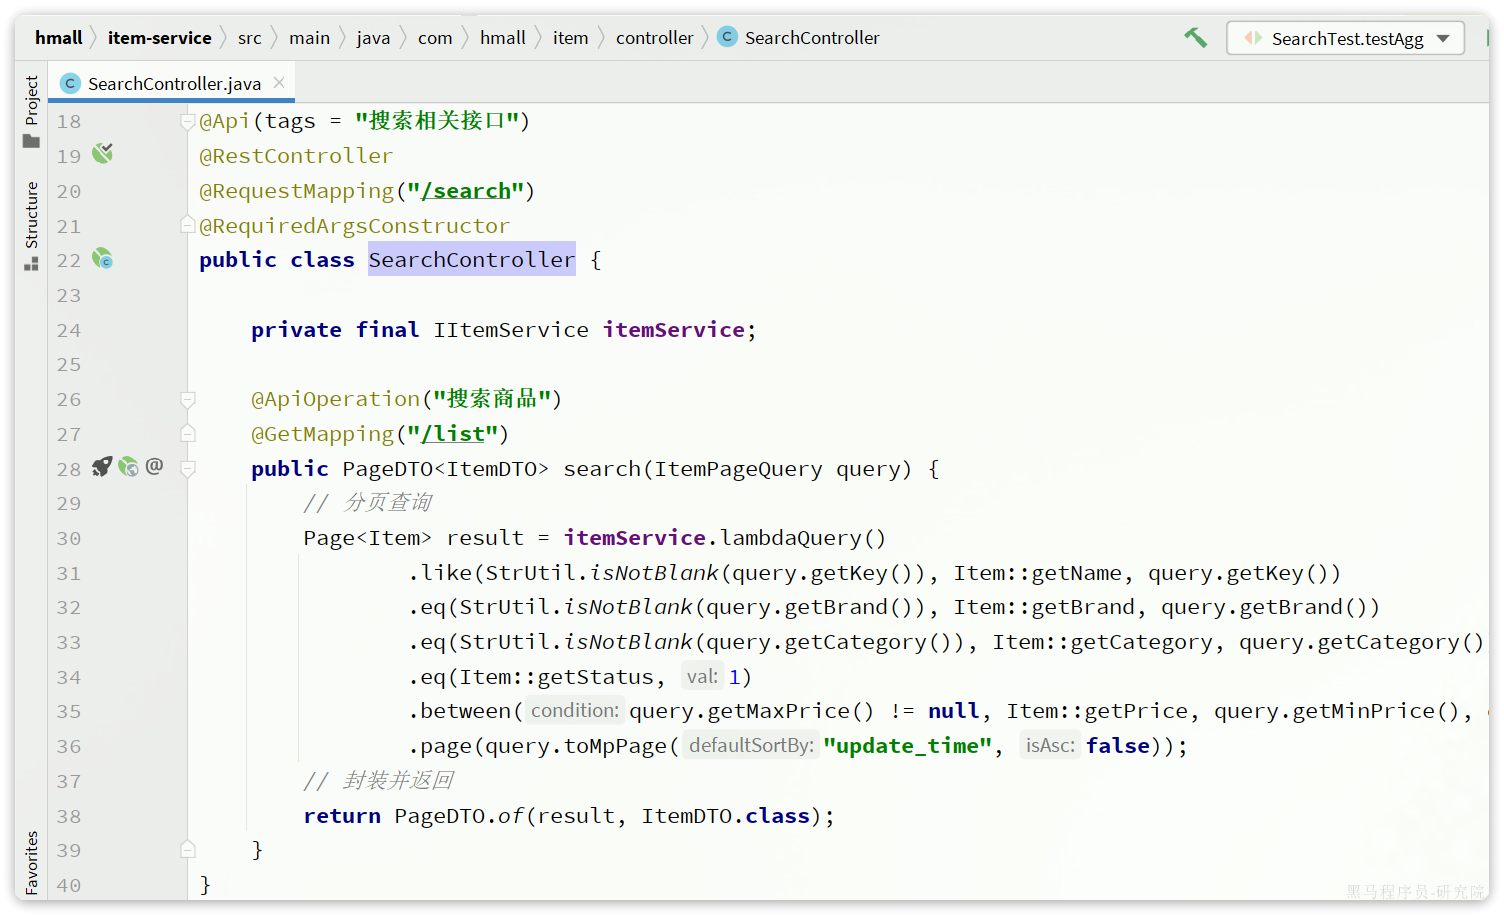 hmall item-service src main java com hmall item controller C SearchController SearchTest.testAgg
C SearchController.java
Project
Structure
Favorites
18 @Api(tags = "搜索相关接口")
19 @RestController
20 @RequestMapping("/search")
21 @RequiredArgsConstructor
22 public class SearchController {
23
24 private final IItemService itemService;
25
26 @ApiOperation("搜索商品")
27 @GetMapping("/list")
28 @ public PageDTO<ItemDTO> search(ItemPageQuery query) {
29 // 分页查询
30 Page<Item> result = itemService.lambdaQuery()
31 .like(StrUtil.isNotBlank(query.getKey()), Item::getName, query.getKey())
32 .eq(StrUtil.isNotBlank(query.getBrand()), Item::getBrand, query.getBrand())
33 .eq(StrUtil.isNotBlank(query.getCategory()), Item::getCategory, query.getCategory()
34 .eq(Item::getStatus, val: 1)
35 .between( condition: query.getMaxPrice() != null, Item::getPrice, query.getMinPrice(),
36 .page(query.toMpPage( defaultSortBy: "update_time", isAsc: false));
37 // 封装并返回
38 return PageDTO.of(result, ItemDTO.class);
39 }
40 }
黑马程序员-研究院